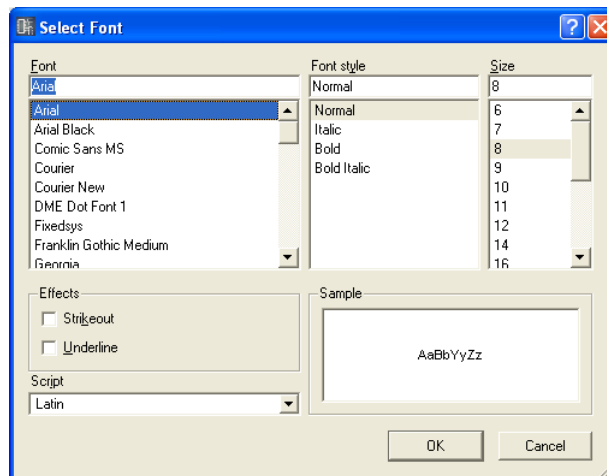 Select Font
Font
Font style
Size
Arial
Normal
8
Arial
Arial Black
Comic Sans MS
Courier
Courier New
DME Dot Font 1
Fixedsys
Franklin Gothic Medium
Georgia
Normal
Italic
Bold
Bold Italic
6
7
8
9
10
11
12
14
16
Effects
Strikeout
Underline
Sample
AaBbYyZz
Script
Latin
OK
Cancel